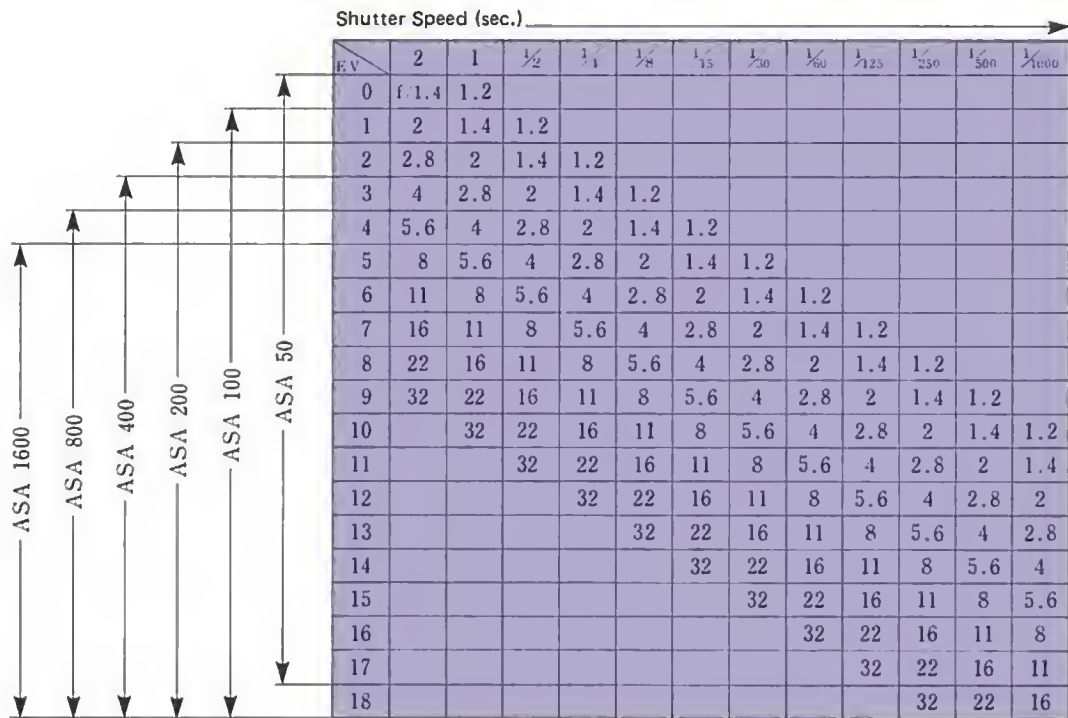 Shutter Speed (sec.)
EV 2 1 1/2 1/4 1/8 1/15 1/30 1/60 1/125 1/250 1/500 1/1000
0 f/1.4 1.2
1 2 1.4 1.2
2 2.8 2 1.4 1.2
3 4 2.8 2 1.4 1.2
4 5.6 4 2.8 2 1.4 1.2
5 8 5.6 4 2.8 2 1.4 1.2
6 11 8 5.6 4 2.8 2 1.4 1.2
7 16 11 8 5.6 4 2.8 2 1.4 1.2
8 22 16 11 8 5.6 4 2.8 2 1.4 1.2
9 32 22 16 11 8 5.6 4 2.8 2 1.4 1.2
10 32 22 16 11 8 5.6 4 2.8 2 1.4 1.2
11 32 22 16 11 8 5.6 4 2.8 2 1.4
12 32 22 16 11 8 5.6 4 2.8 2
13 32 22 16 11 8 5.6 4 2.8
14 32 22 16 11 8 5.6 4
15 32 22 16 11 8 5.6
16 32 22 16 11 8
17 32 22 16 11
18 32 22 16
ASA 1600
ASA 800
ASA 400
ASA 200
ASA 100
ASA 50